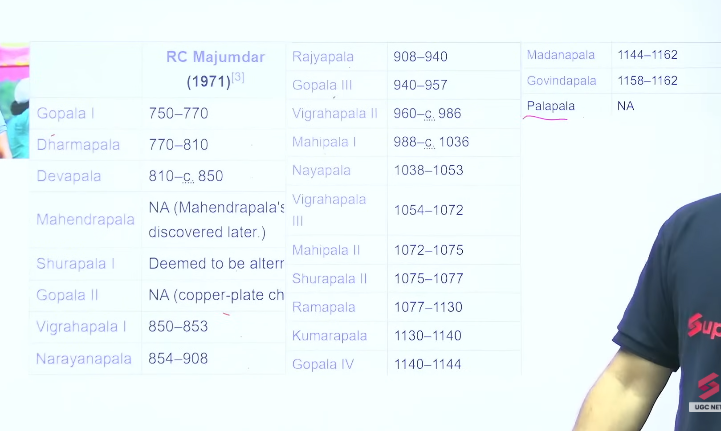 RC Majumdar
(1971)[3]
Gopala I 750–770
Dharmapala 770–810
Devapala 810–c. 850
Mahendrapala NA (Mahendrapala's
discovered later.)
Shurapala I Deemed to be altern
Gopala II NA (copper-plate ch
Vigrahapala I 850–853
Narayanapala 854–908
Rajyapala 908–940
Gopala III 940–957
Vigrahapala II 960–c. 986
Mahipala I 988–c. 1036
Nayapala 1038–1053
Vigrahapala
III 1054–1072
Mahipala II 1072–1075
Shurapala II 1075–1077
Ramapala 1077–1130
Kumarapala 1130–1140
Gopala IV 1140–1144
Madanapala 1144–1162
Govindapala 1158–1162
Palapala NA
Sup
UGC NET